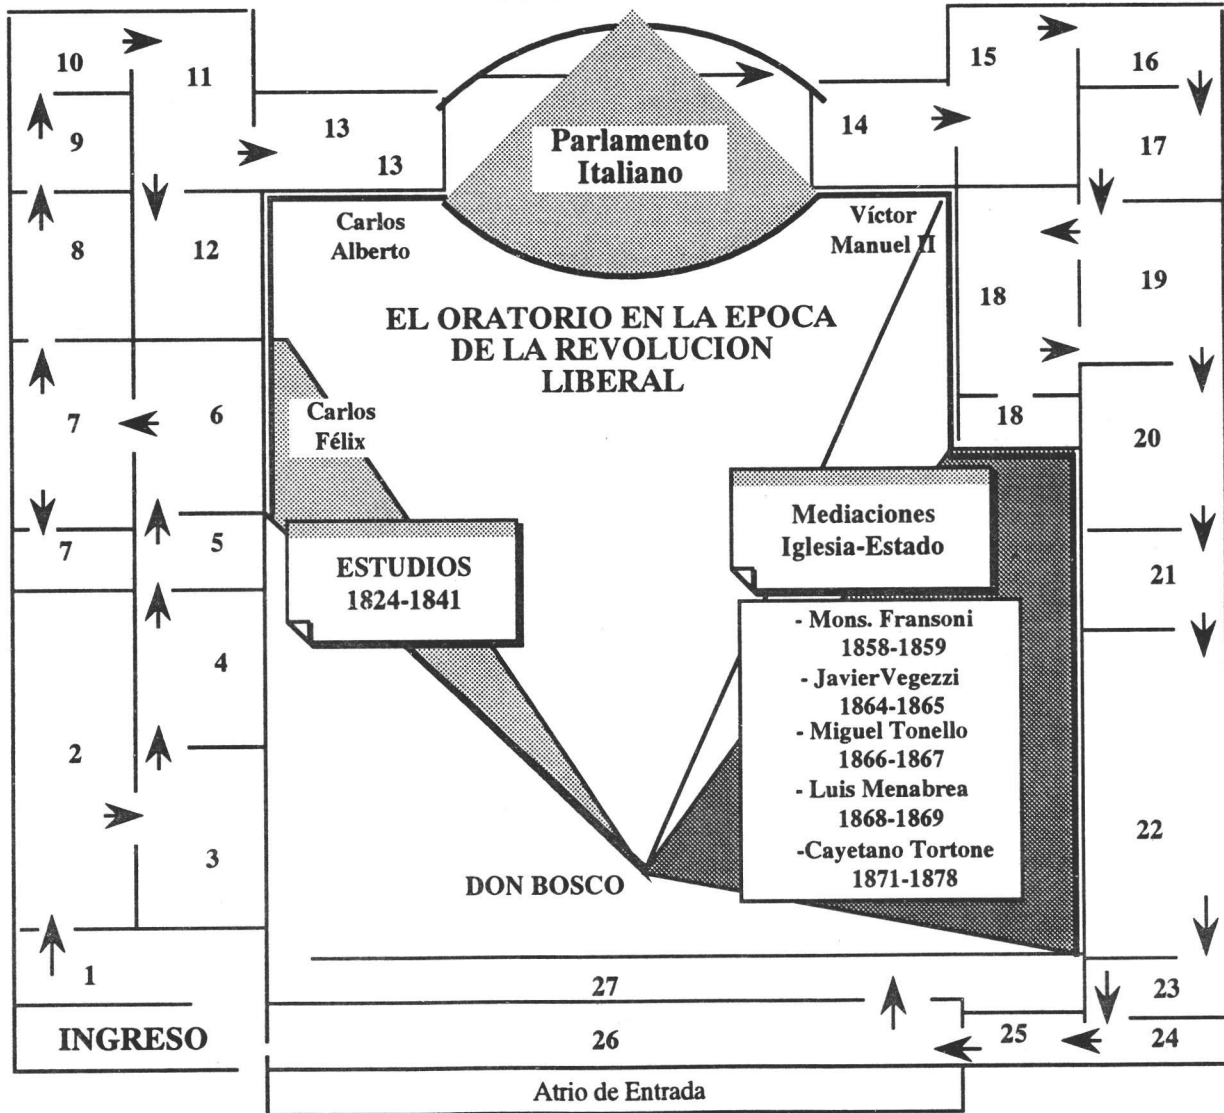 10
11
15
16
9
13
13
14
17
Parlamento
Italiano
8
12
Carlos
Alberto
Víctor
Manuel II
18
19
EL ORATORIO EN LA EPOCA
DE LA REVOLUCION
LIBERAL
7
6
Carlos
Félix
18
20
7
5
ESTUDIOS
1824-1841
Mediaciones
Iglesia-Estado
21
4
2
3
- Mons. Fransoni
1858-1859
- JavierVegezzi
1864-1865
- Miguel Tonello
1866-1867
- Luis Menabrea
1868-1869
-Cayetano Tortone
1871-1878
22
DON BOSCO
1
27
23
INGRESO
26
25
24
Atrio de Entrada